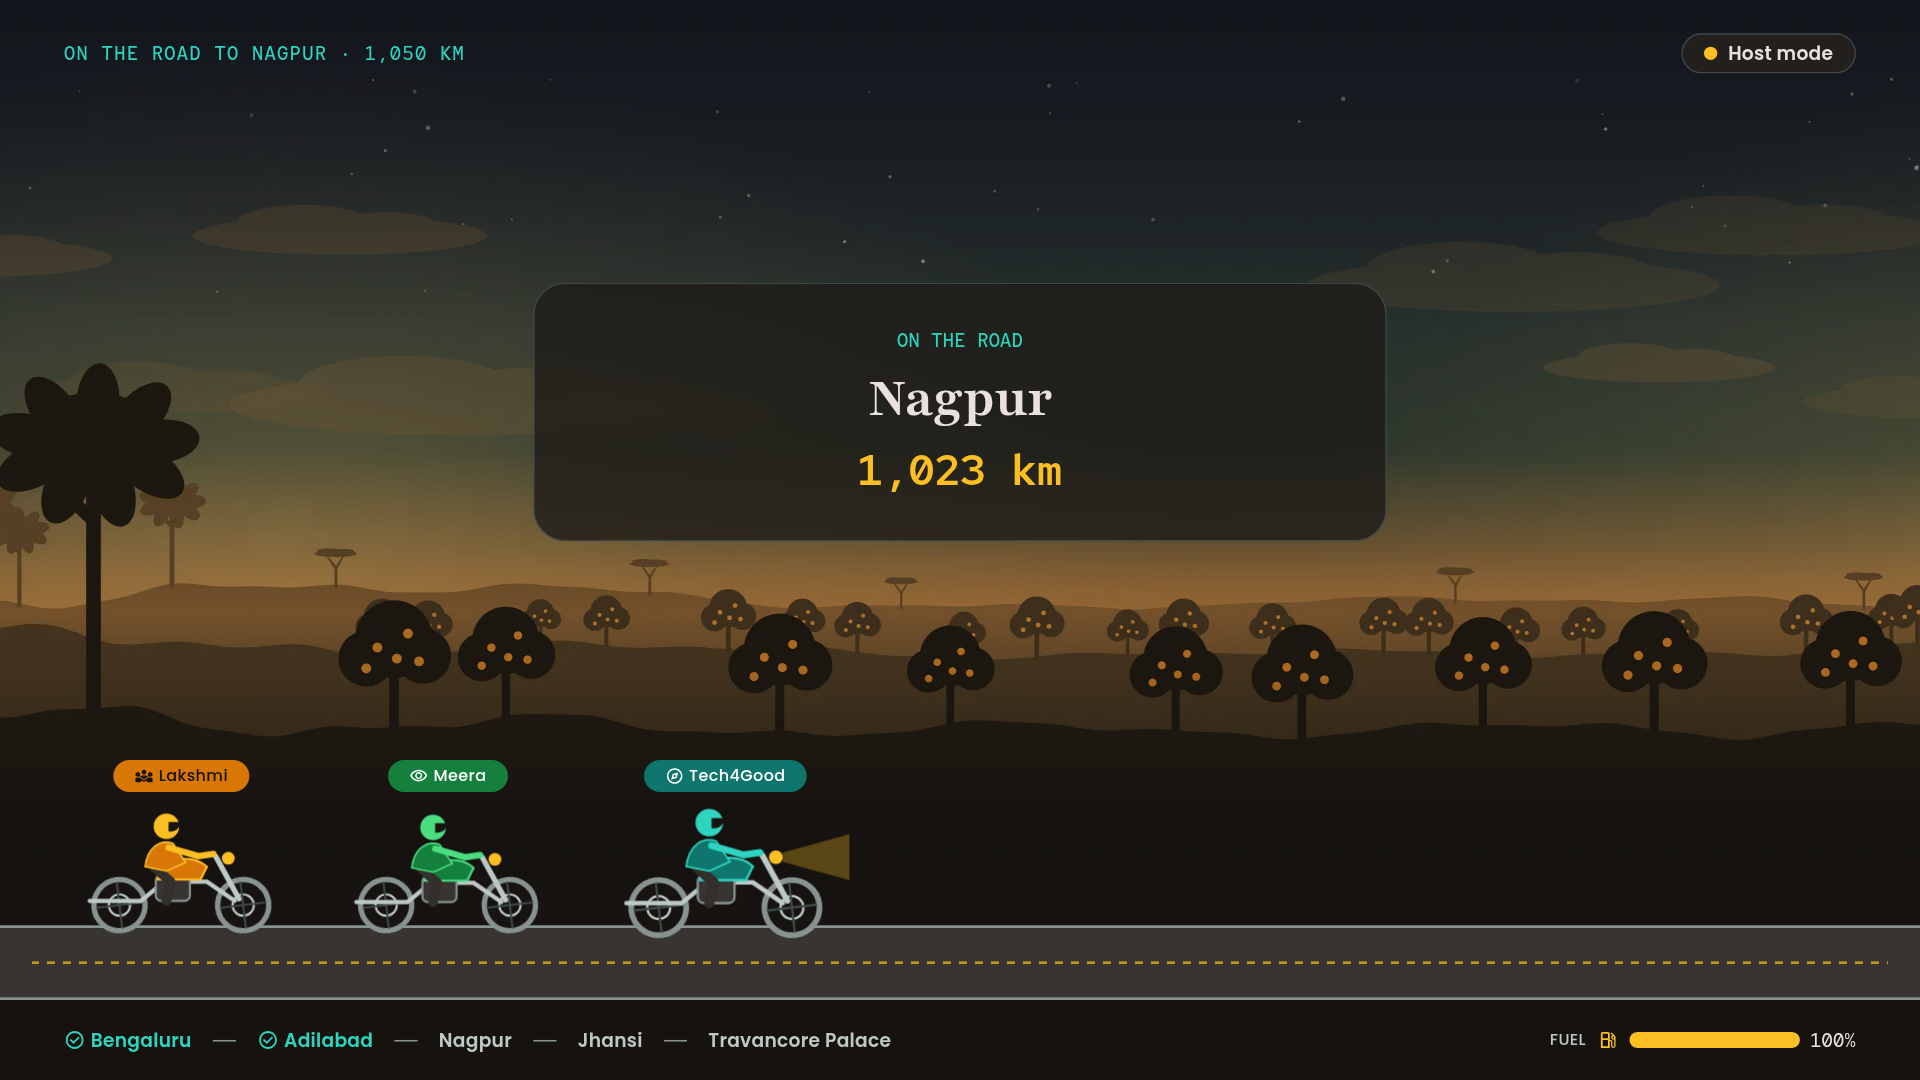 ON THE ROAD TO NAGPUR · 1,050 KM
Host mode
ON THE ROAD
Nagpur
1,023 km
Lakshmi
Meera
Tech4Good
Bengaluru — Adilabad — Nagpur — Jhansi — Travancore Palace
FUEL 100%